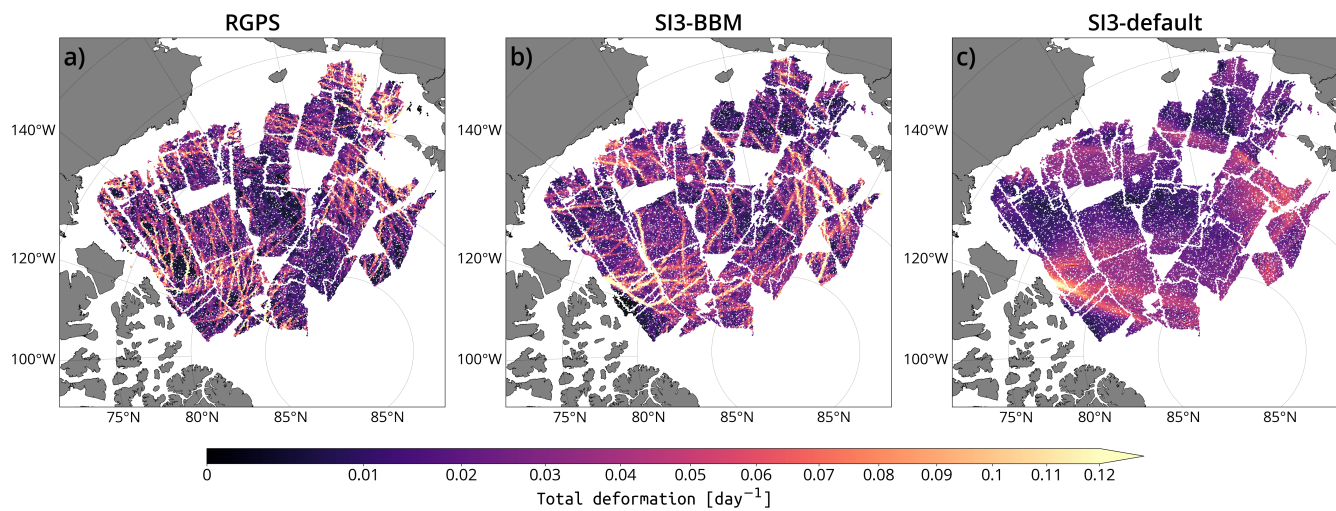 RGPS SI3-BBM SI3-default
a) b) c)
140°W 140°W 140°W
120°W 120°W 120°W
100°W 100°W 100°W
75°N 80°N 85°N 85°N 75°N 80°N 85°N 85°N 75°N 80°N 85°N 85°N
0 0.01 0.02 0.03 0.04 0.05 0.06 0.07 0.08 0.09 0.1 0.11 0.12
Total deformation [day⁻¹]